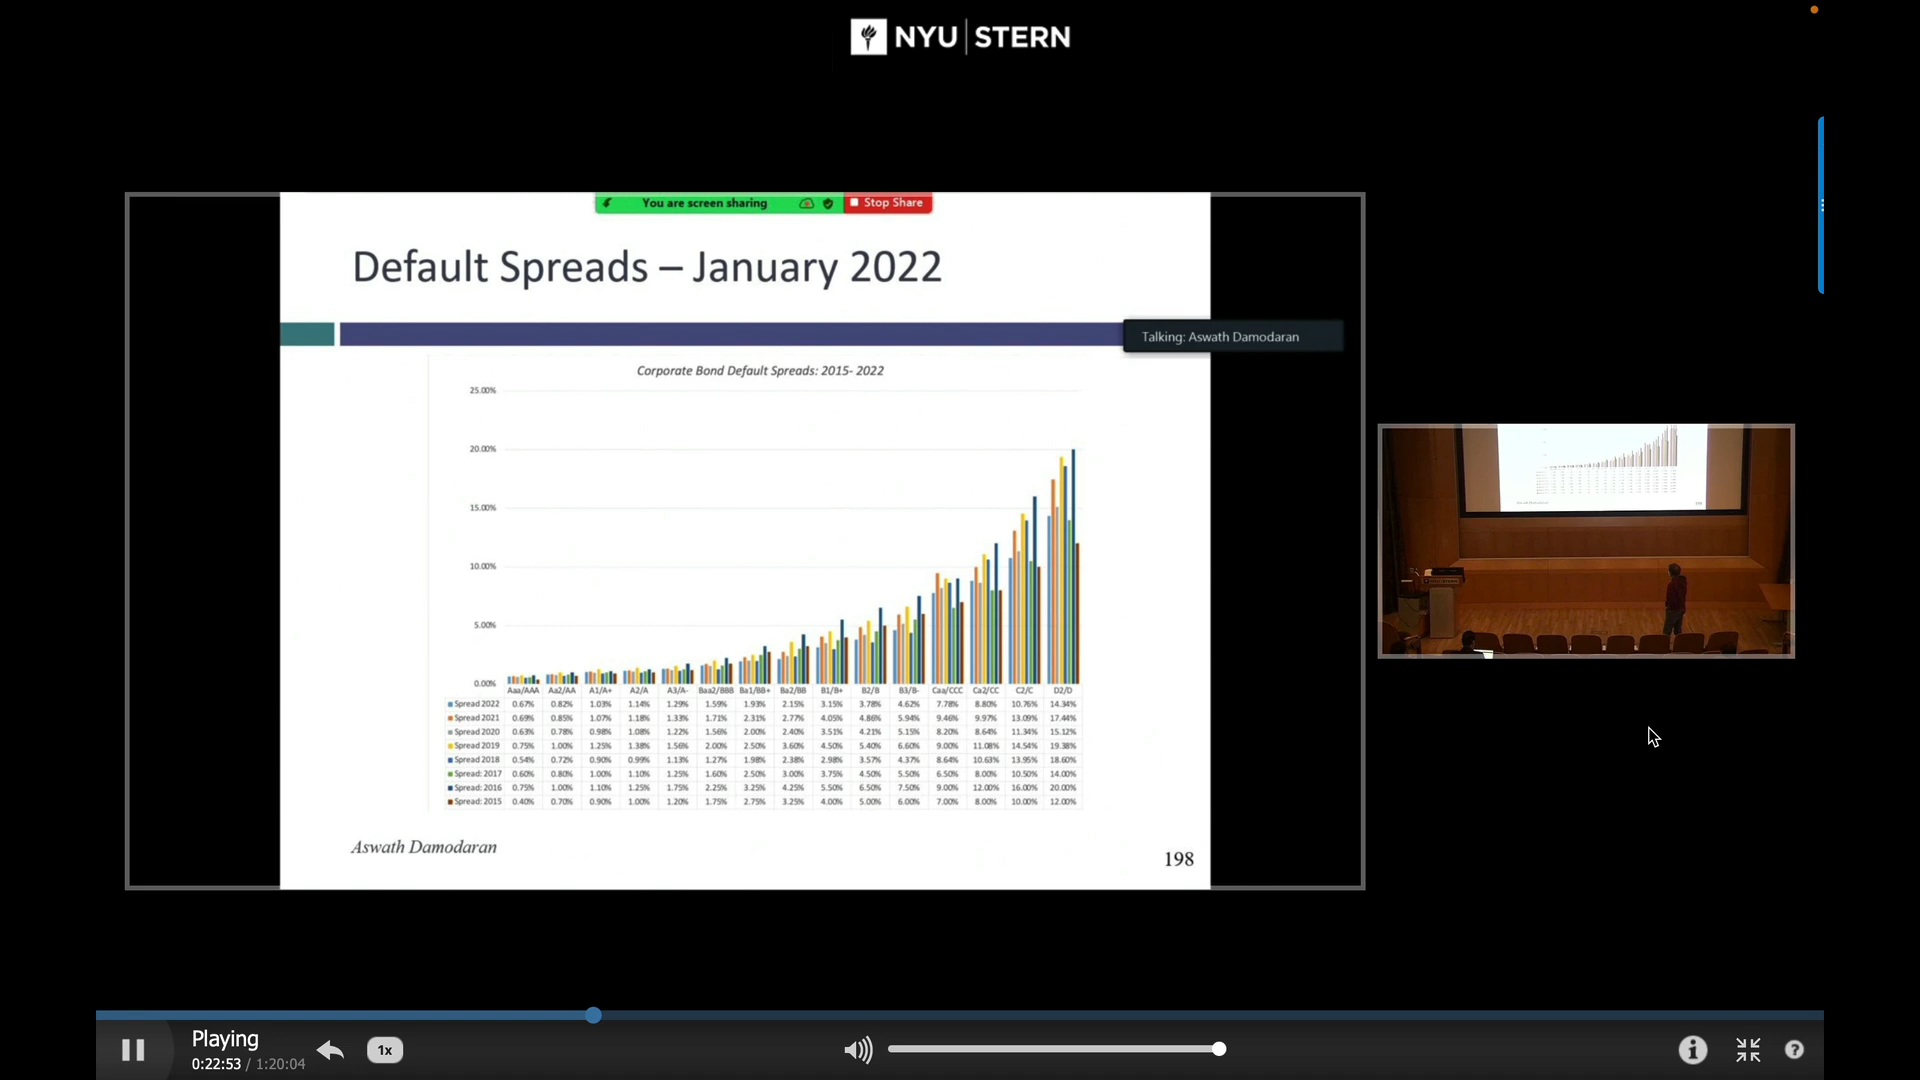 NYU STERN
You are screen sharing
Stop Share
Default Spreads – January 2022
Talking: Aswath Damodaran
Corporate Bond Default Spreads: 2015- 2022
25.00%
20.00%
15.00%
10.00%
5.00%
0.00%
Aaa/AAA Aa2/AA A1/A+ A2/A A3/A- Baa2/BBB Ba1/BB+ Ba2/BB B1/B+ B2/B B3/B- Caa/CCC Ca2/CC C2/C D2/D
Spread 2022 0.67% 0.82% 1.03% 1.14% 1.29% 1.59% 1.93% 2.15% 3.15% 3.78% 4.62% 7.78% 8.80% 10.76% 14.34%
Spread 2021 0.69% 0.85% 1.07% 1.18% 1.33% 1.71% 2.31% 2.77% 4.05% 4.86% 5.94% 9.46% 9.97% 13.09% 17.44%
Spread 2020 0.63% 0.78% 0.98% 1.08% 1.22% 1.56% 2.00% 2.40% 3.51% 4.21% 5.15% 8.20% 8.64% 11.34% 15.12%
Spread 2019 0.75% 1.00% 1.25% 1.38% 1.56% 2.00% 2.50% 3.60% 4.50% 5.40% 6.60% 9.00% 11.08% 14.54% 19.38%
Spread 2018 0.54% 0.72% 0.90% 0.99% 1.13% 1.27% 1.98% 2.38% 2.98% 3.57% 4.37% 8.64% 10.63% 13.95% 18.60%
Spread: 2017 0.60% 0.80% 1.00% 1.10% 1.25% 1.60% 2.50% 3.00% 3.75% 4.50% 5.50% 6.50% 8.00% 10.50% 14.00%
Spread: 2016 0.75% 1.00% 1.10% 1.25% 1.75% 2.25% 3.25% 4.25% 5.50% 6.50% 7.50% 9.00% 12.00% 16.00% 20.00%
Spread: 2015 0.40% 0.70% 0.90% 1.00% 1.20% 1.75% 2.75% 3.25% 4.00% 5.00% 6.00% 7.00% 8.00% 10.00% 12.00%
Aswath Damodaran
198
Playing
0:22:53 / 1:20:04
1x